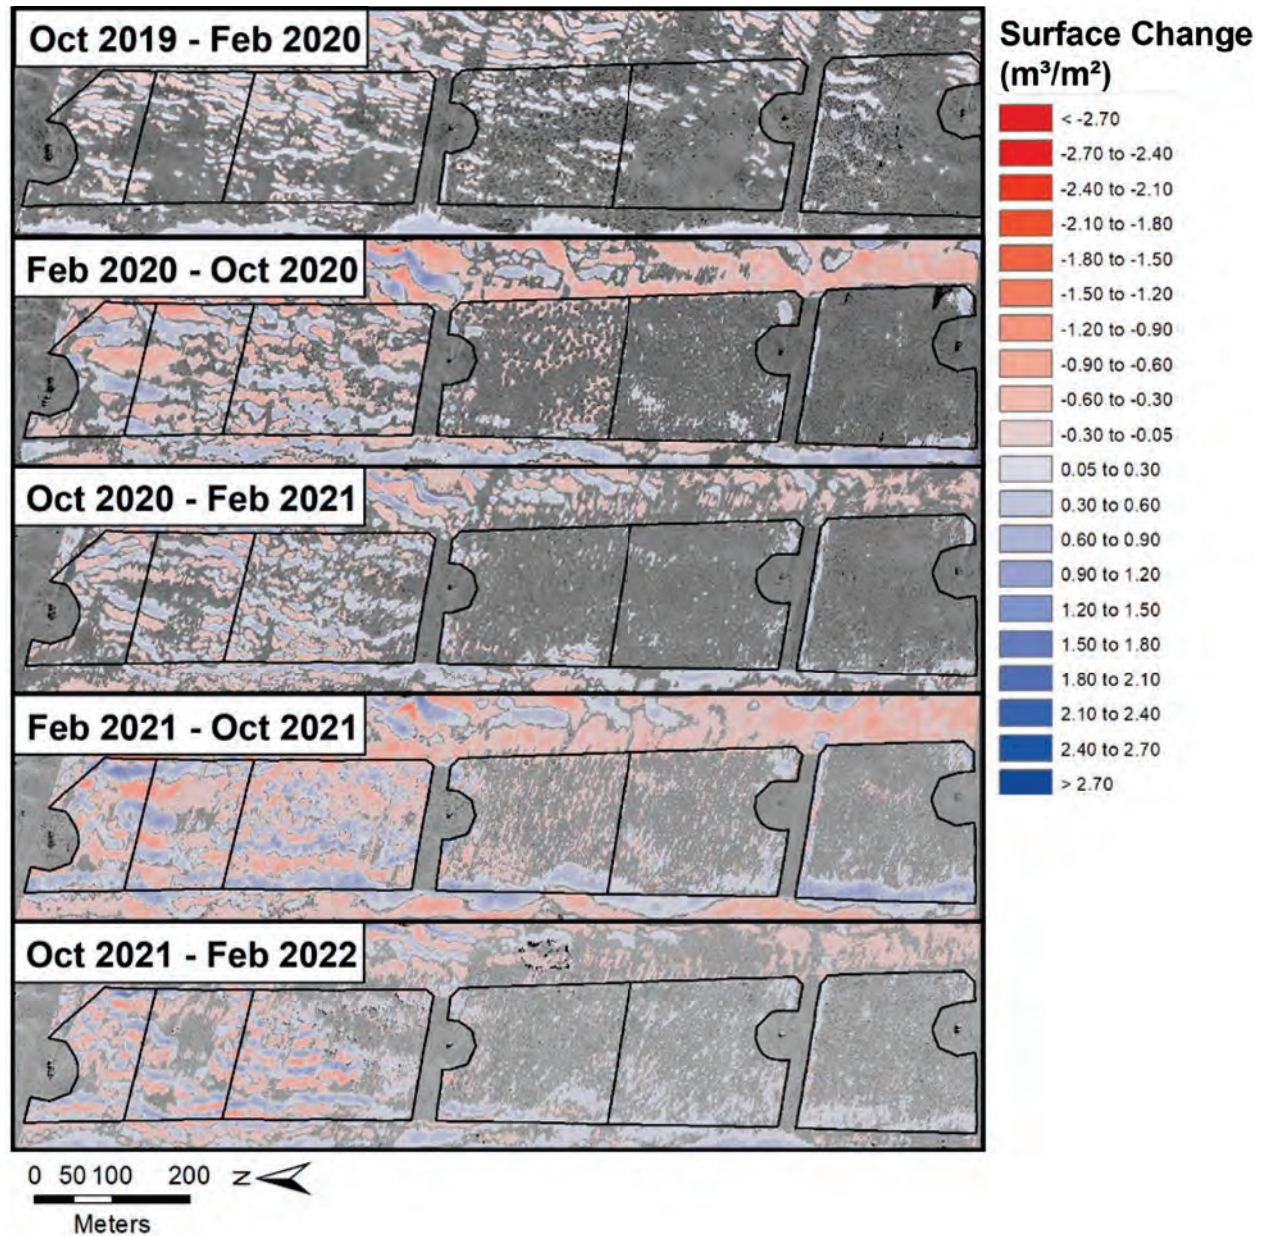 Oct 2019 - Feb 2020
Feb 2020 - Oct 2020
Oct 2020 - Feb 2021
Feb 2021 - Oct 2021
Oct 2021 - Feb 2022
Surface Change
(m³/m²)
< -2.70
-2.70 to -2.40
-2.40 to -2.10
-2.10 to -1.80
-1.80 to -1.50
-1.50 to -1.20
-1.20 to -0.90
-0.90 to -0.60
-0.60 to -0.30
-0.30 to -0.05
0.05 to 0.30
0.30 to 0.60
0.60 to 0.90
0.90 to 1.20
1.20 to 1.50
1.50 to 1.80
1.80 to 2.10
2.10 to 2.40
2.40 to 2.70
> 2.70
0 50 100 200 N
Meters